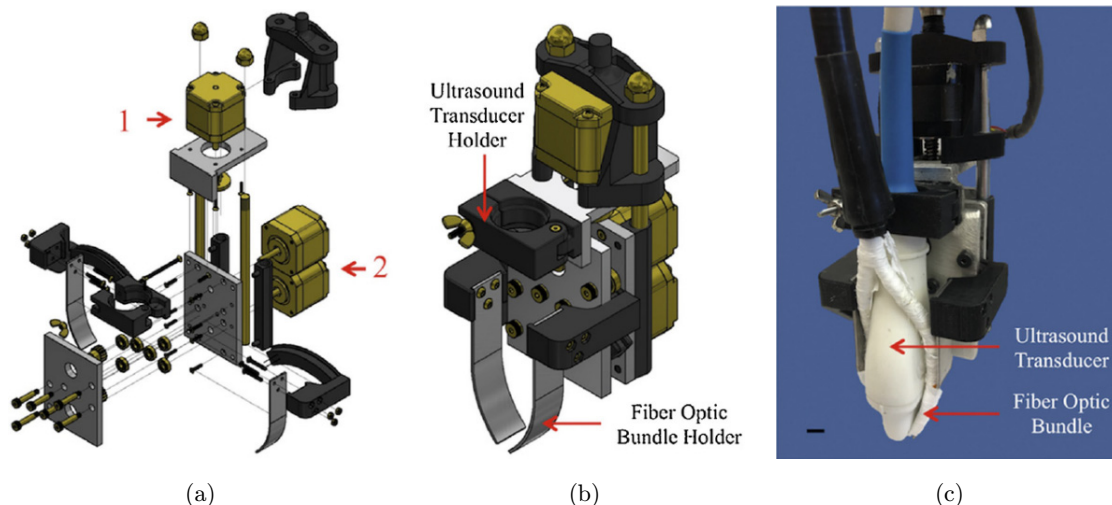 1
2
Ultrasound
Transducer
Holder
Fiber Optic
Bundle Holder
Ultrasound
Transducer
Fiber Optic
Bundle
(a)
(b)
(c)